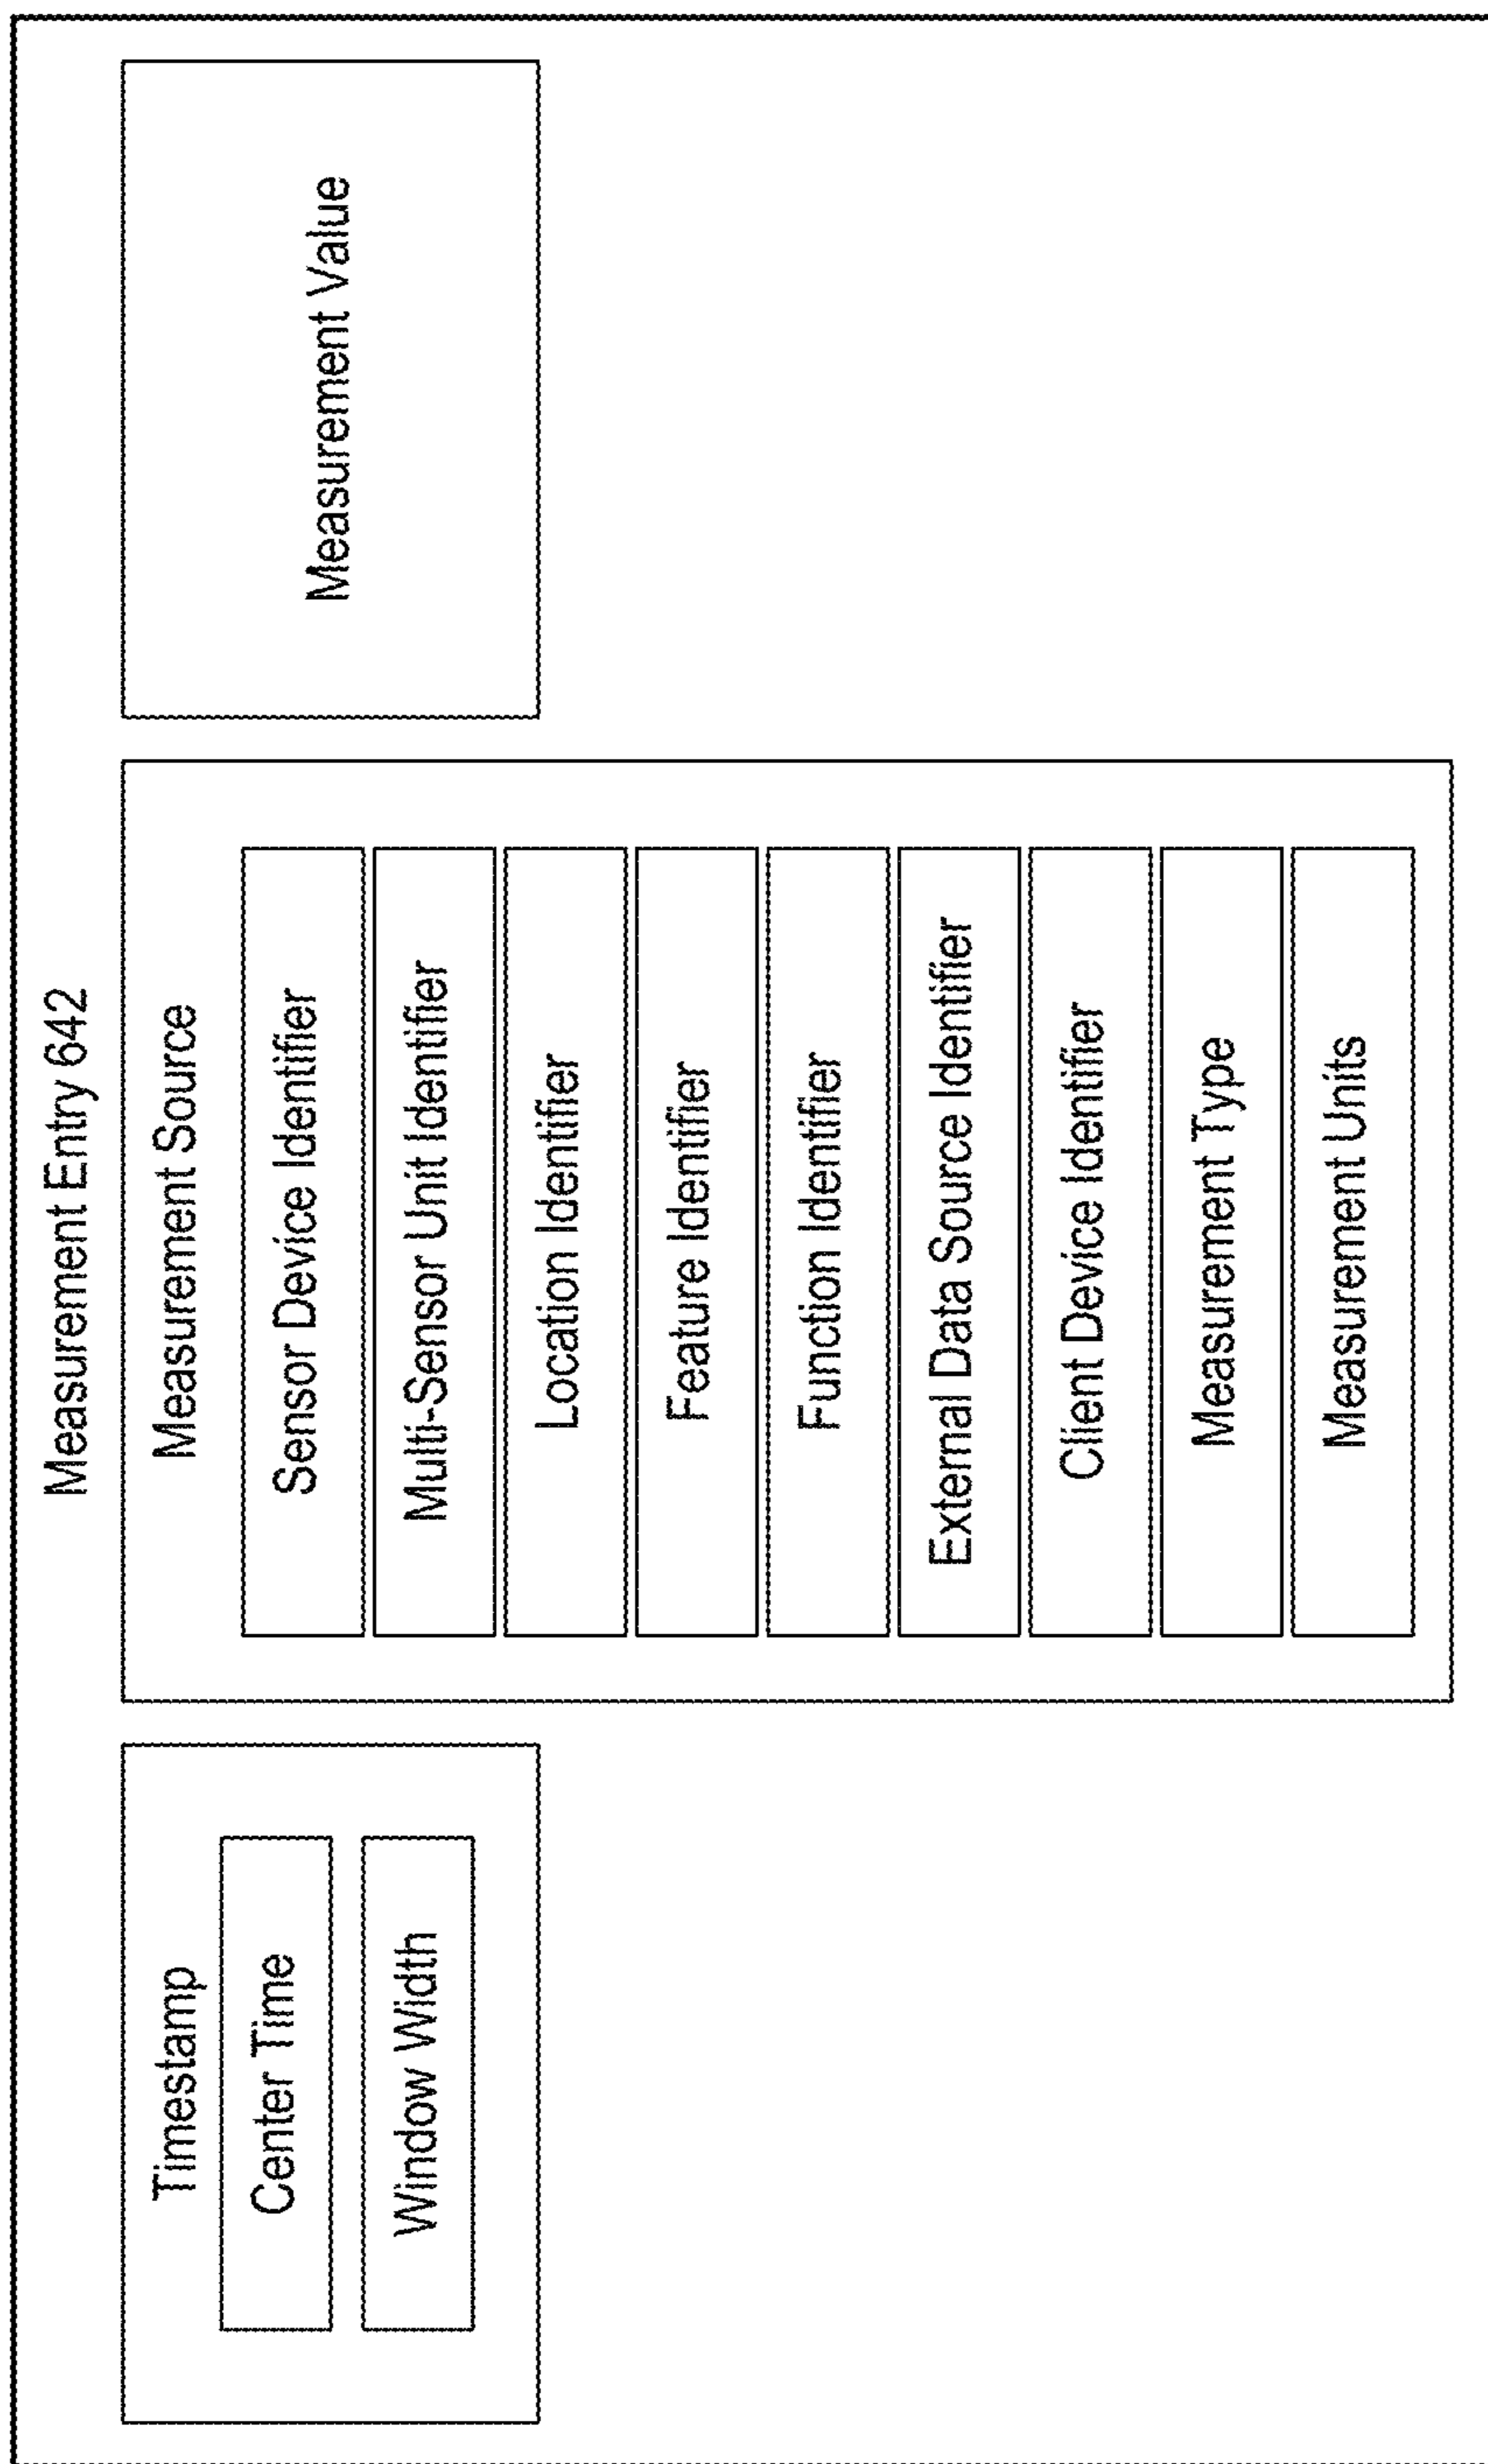 Measurement Entry 642
Timestamp
Center Time
Window Width
Measurement Source
Sensor Device Identifier
Multi-Sensor Unit Identifier
Location Identifier
Feature Identifier
Function Identifier
External Data Source Identifier
Client Device Identifier
Measurement Type
Measurement Units
Measurement Value